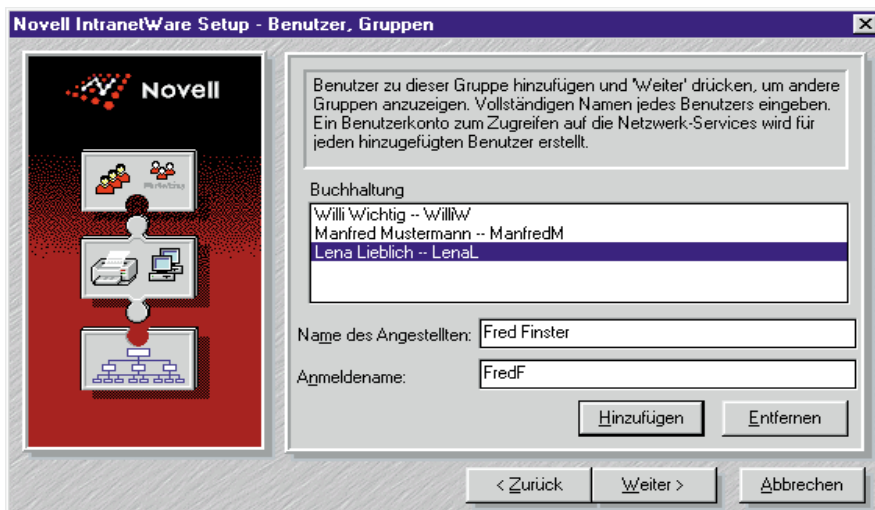 Novell IntranetWare Setup - Benutzer, Gruppen
Novell
Marketing
Benutzer zu dieser Gruppe hinzufügen und 'Weiter' drücken, um andere
Gruppen anzuzeigen. Vollständigen Namen jedes Benutzers eingeben.
Ein Benutzerkonto zum Zugreifen auf die Netzwerk-Services wird für
jeden hinzugefügten Benutzer erstellt.
Buchhaltung
Willi Wichtig -- WilliW
Manfred Mustermann -- ManfredM
Lena Lieblich -- LenaL
Name des Angestellten: Fred Finster
Anmeldename: FredF
Hinzufügen Entfernen
< Zurück Weiter > Abbrechen